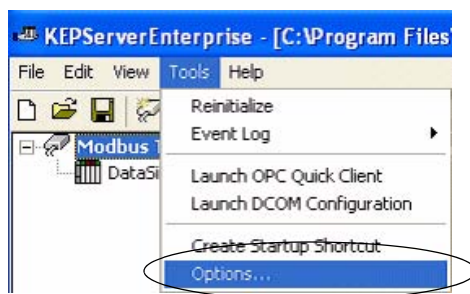 KEPServerEnterprise - [C:\Program Files\
File Edit View Tools Help
Reinitialize
Event Log
Modbus
DataSi
Launch OPC Quick Client
Launch DCOM Configuration
Create Startup Shortcut
Options...